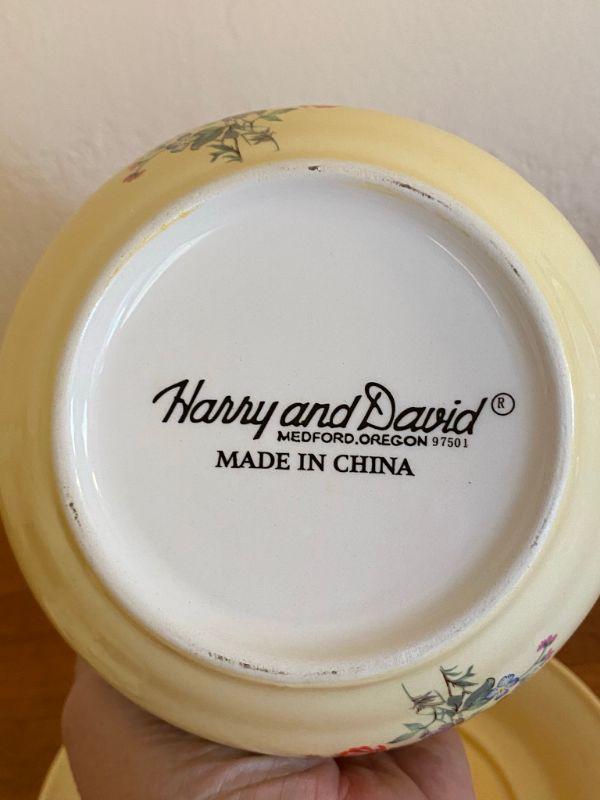 Harry and David®
MEDFORD, OREGON 97501
MADE IN CHINA